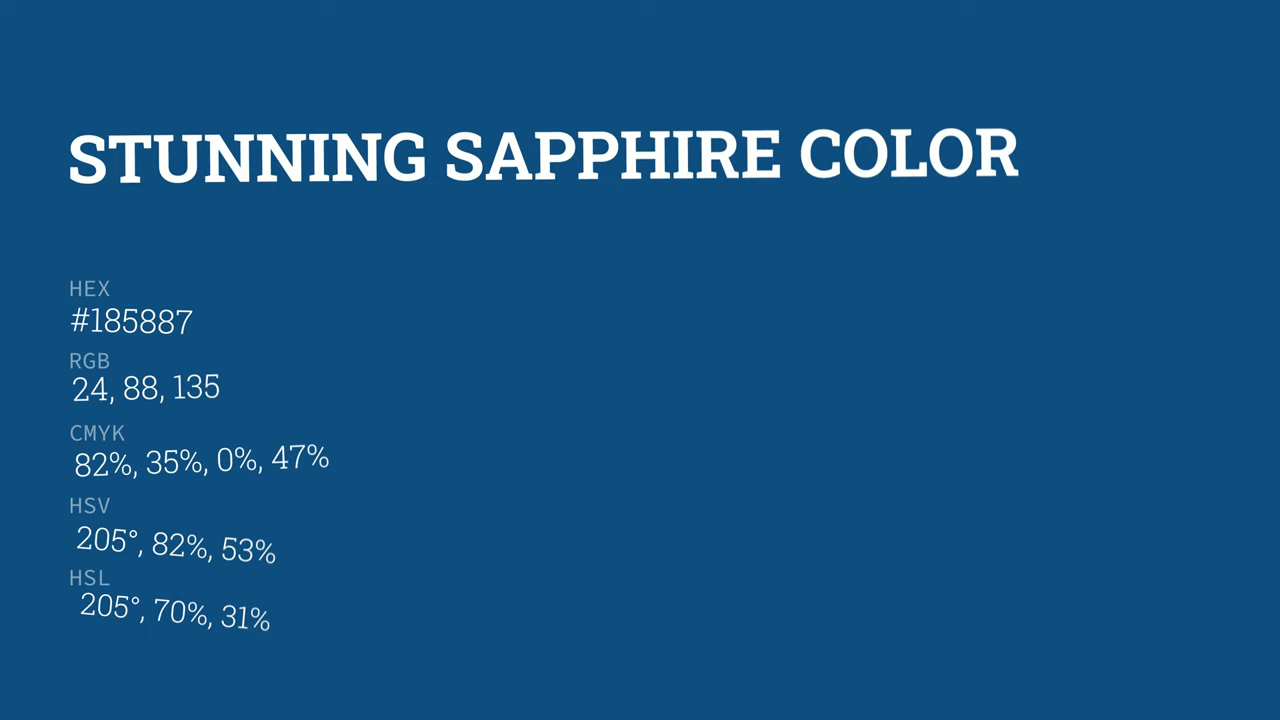 STUNNING SAPPHIRE COLOR
HEX
#185887
RGB
24, 88, 135
CMYK
82%, 35%, 0%, 47%
HSV
205°, 82%, 53%
HSL
205°, 70%, 31%